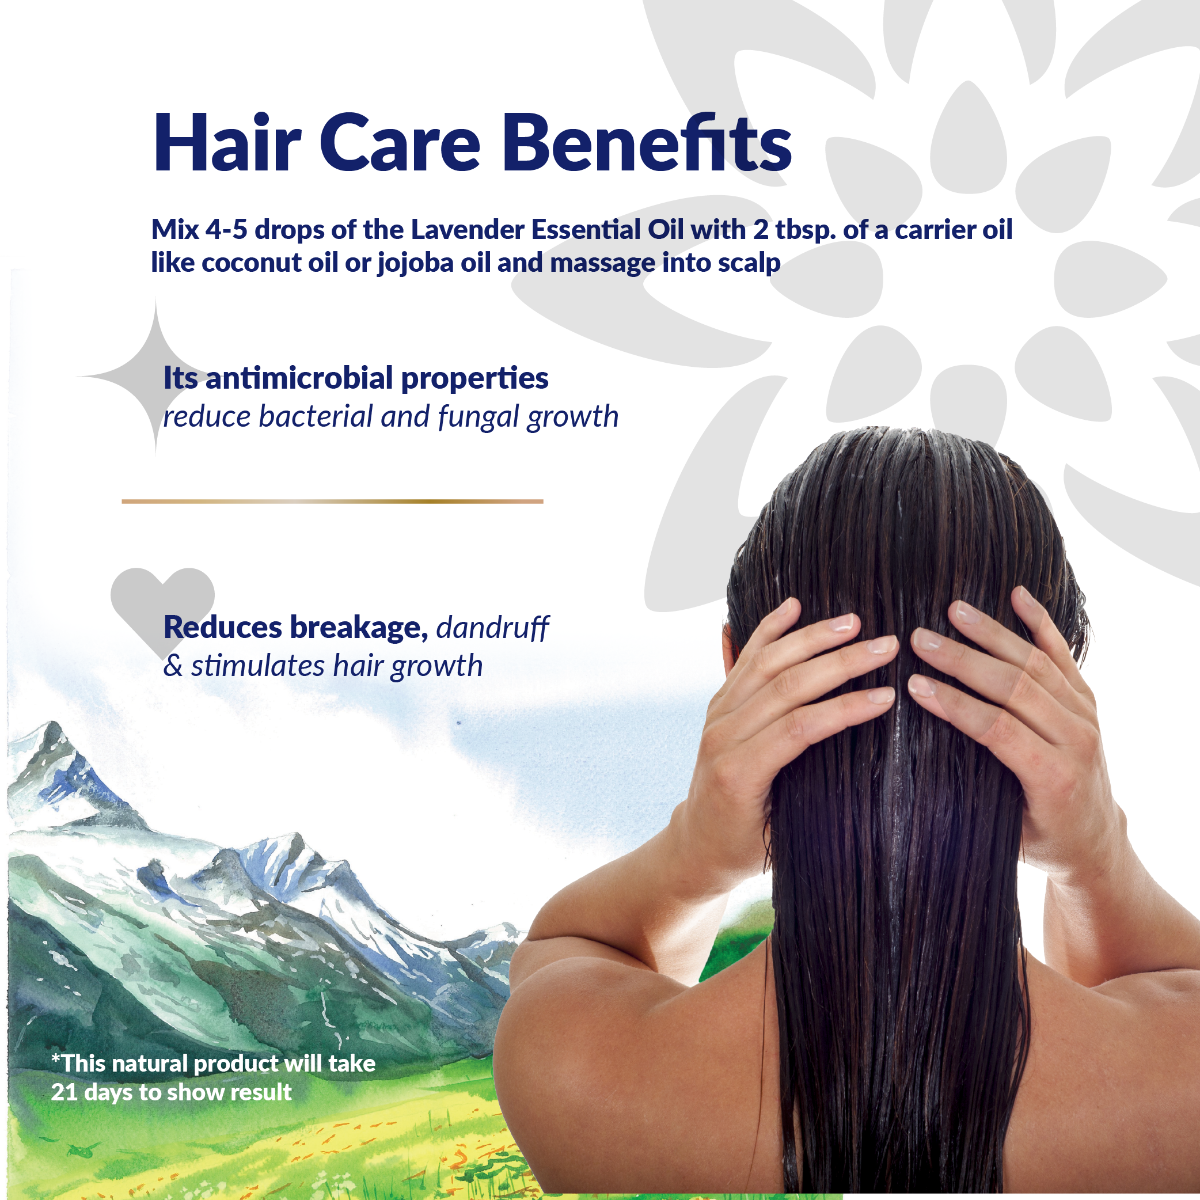 Hair Care Benefits
Mix 4-5 drops of the Lavender Essential Oil with 2 tbsp. of a carrier oil
like coconut oil or jojoba oil and massage into scalp
Its antimicrobial properties
reduce bacterial and fungal growth
Reduces breakage, dandruff
& stimulates hair growth
*This natural product will take
21 days to show result